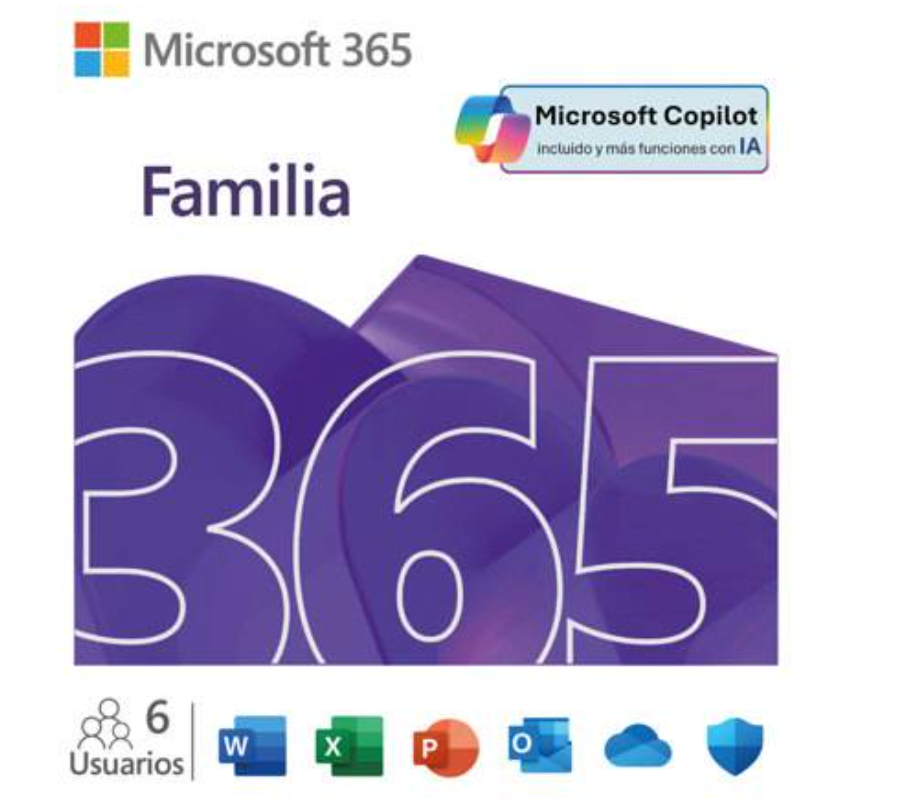 Microsoft 365
Microsoft Copilot
incluido y más funciones con IA
Familia
365
6
Usuarios
W
X
P
O